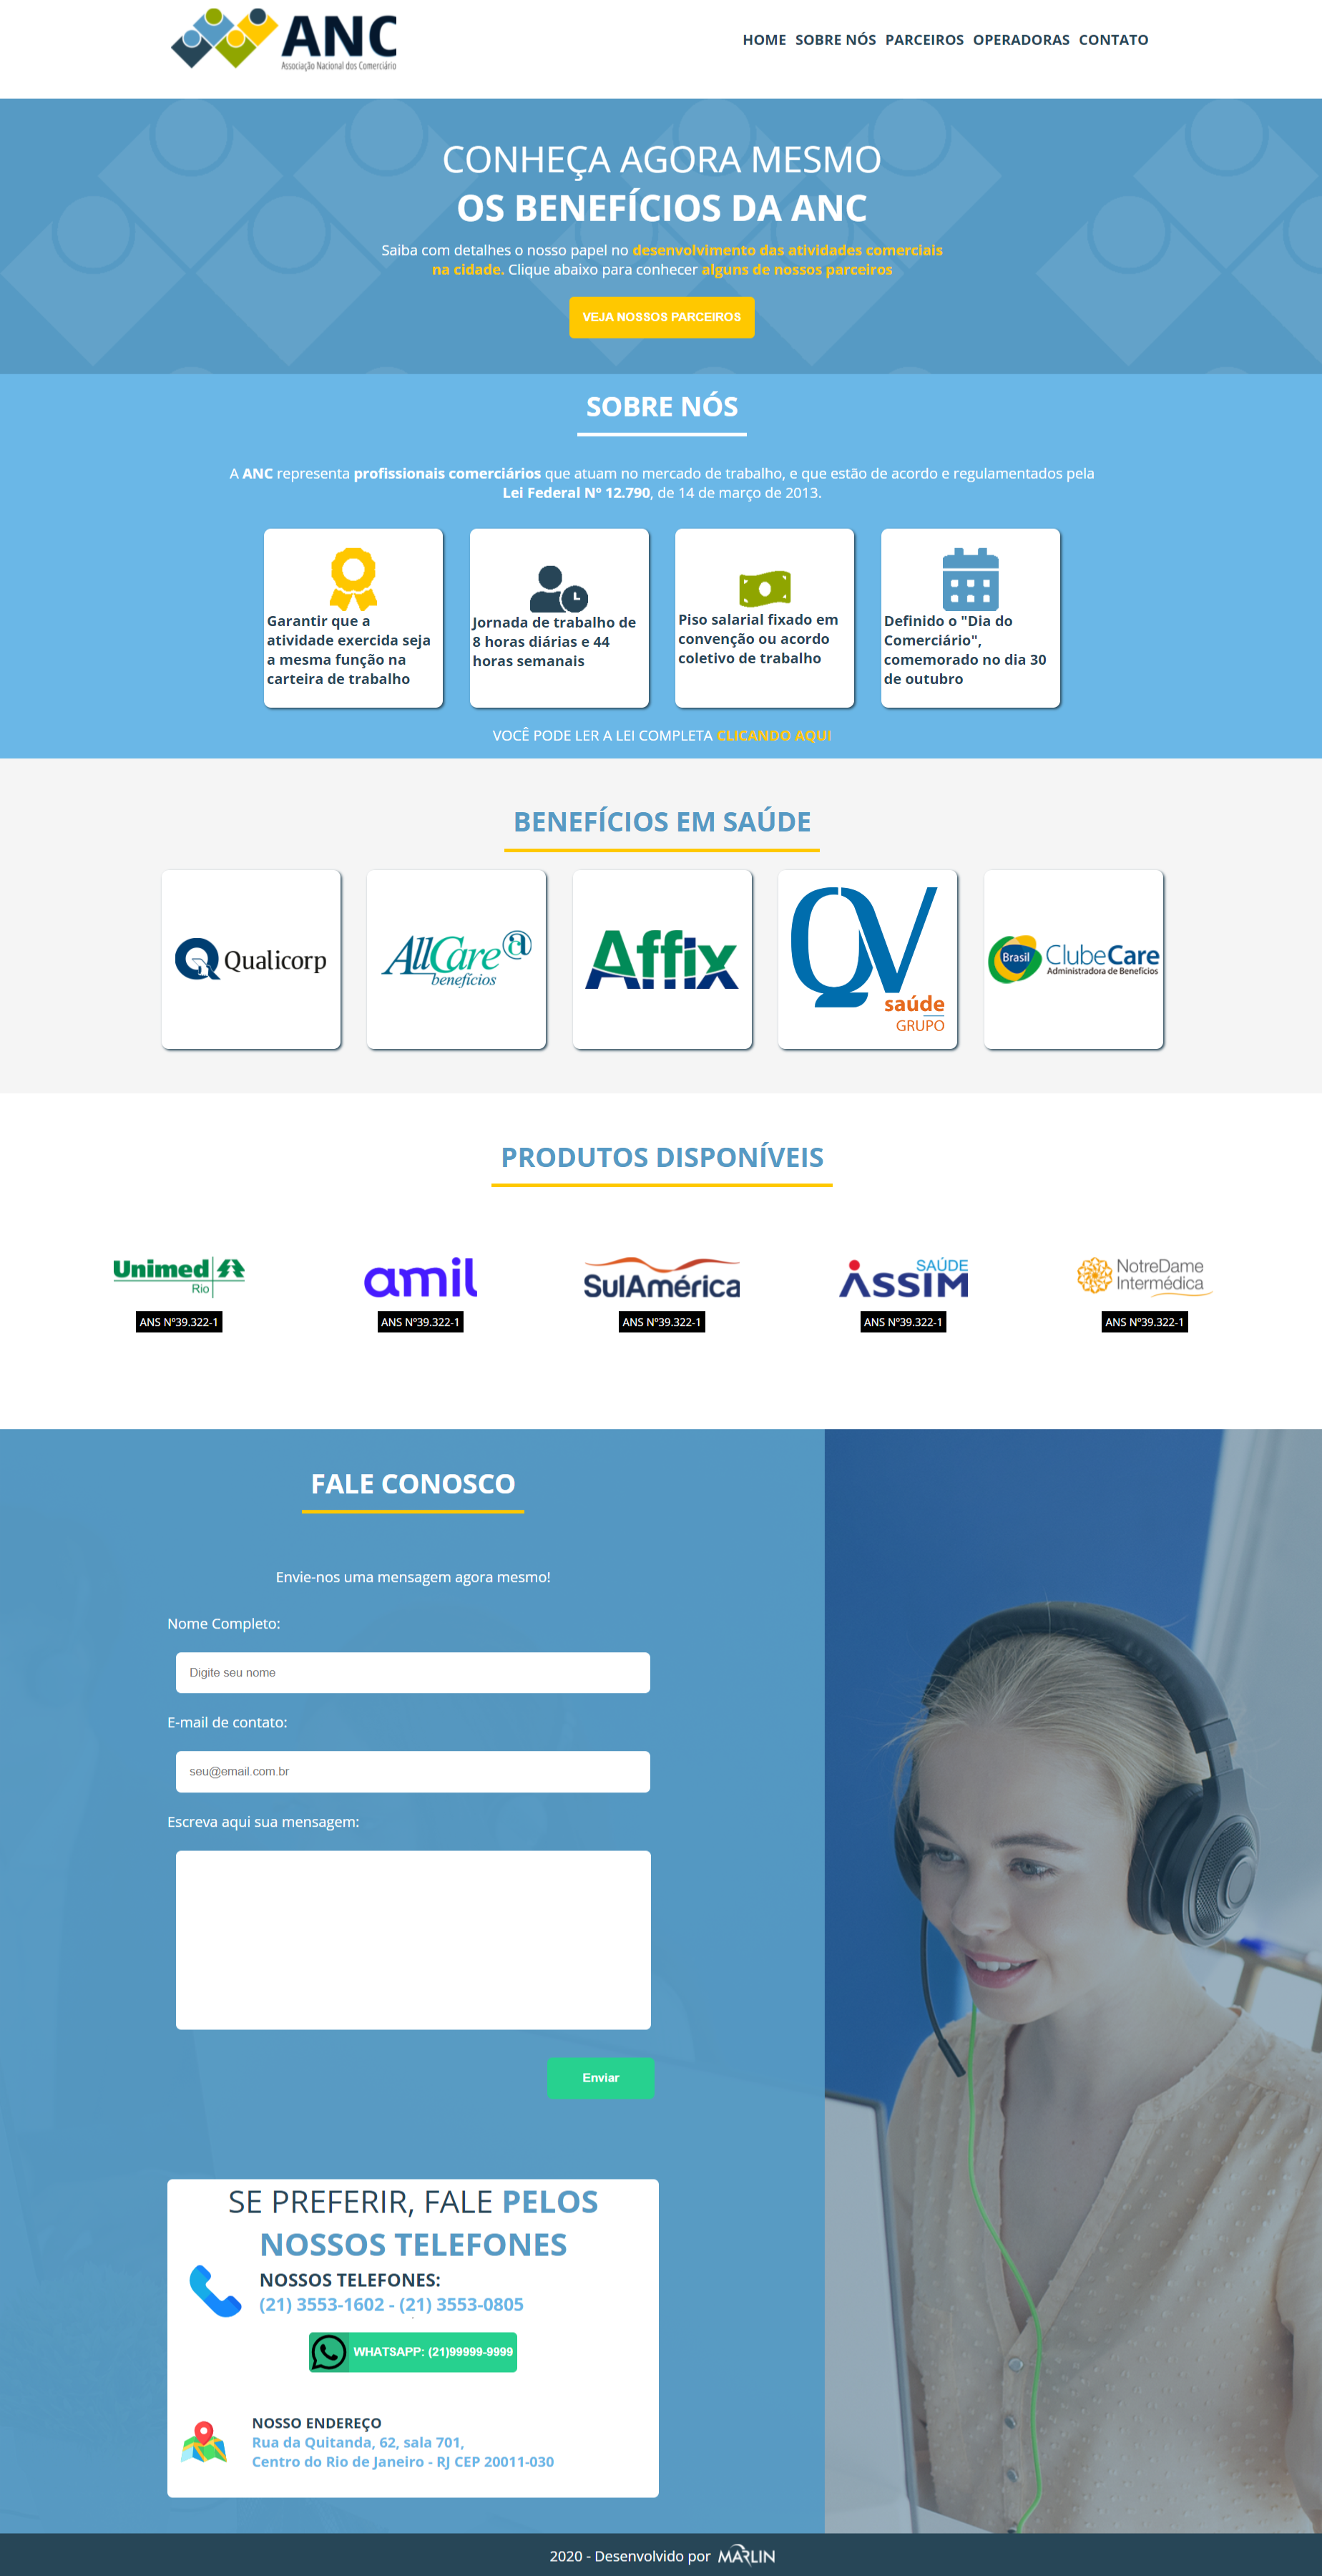 ANC
Associação Nacional dos Comerciário
HOME SOBRE NÓS PARCEIROS OPERADORAS CONTATO
CONHEÇA AGORA MESMO
OS BENEFÍCIOS DA ANC
Saiba com detalhes o nosso papel no desenvolvimento das atividades comerciais
na cidade. Clique abaixo para conhecer alguns de nossos parceiros
VEJA NOSSOS PARCEIROS
SOBRE NÓS
A ANC representa profissionais comerciários que atuam no mercado de trabalho, e que estão de acordo e regulamentados pela
Lei Federal Nº 12.790, de 14 de março de 2013.
Garantir que a
atividade exercida seja
a mesma função na
carteira de trabalho
Jornada de trabalho de
8 horas diárias e 44
horas semanais
Piso salarial fixado em
convenção ou acordo
coletivo de trabalho
Definido o "Dia do
Comerciário",
comemorado no dia 30
de outubro
VOCÊ PODE LER A LEI COMPLETA CLICANDO AQUI
BENEFÍCIOS EM SAÚDE
Qualicorp
AllCare
benefícios
Affix
QV
saúde
GRUPO
Brasil ClubeCare
Administradora de Benefícios
PRODUTOS DISPONÍVEIS
Unimed
Rio
amil
SulAmérica
SAÚDE
ASSIM
NotreDame
Intermédica
ANS Nº39.322-1
ANS Nº39.322-1
ANS Nº39.322-1
ANS Nº39.322-1
ANS Nº39.322-1
FALE CONOSCO
Envie-nos uma mensagem agora mesmo!
Nome Completo:
Digite seu nome
E-mail de contato:
seu@email.com.br
Escreva aqui sua mensagem:
Enviar
SE PREFERIR, FALE PELOS
NOSSOS TELEFONES
NOSSOS TELEFONES:
(21) 3553-1602 - (21) 3553-0805
WHATSAPP: (21)99999-9999
NOSSO ENDEREÇO
Rua da Quitanda, 62, sala 701,
Centro do Rio de Janeiro - RJ CEP 20011-030
2020 - Desenvolvido por MARLIN